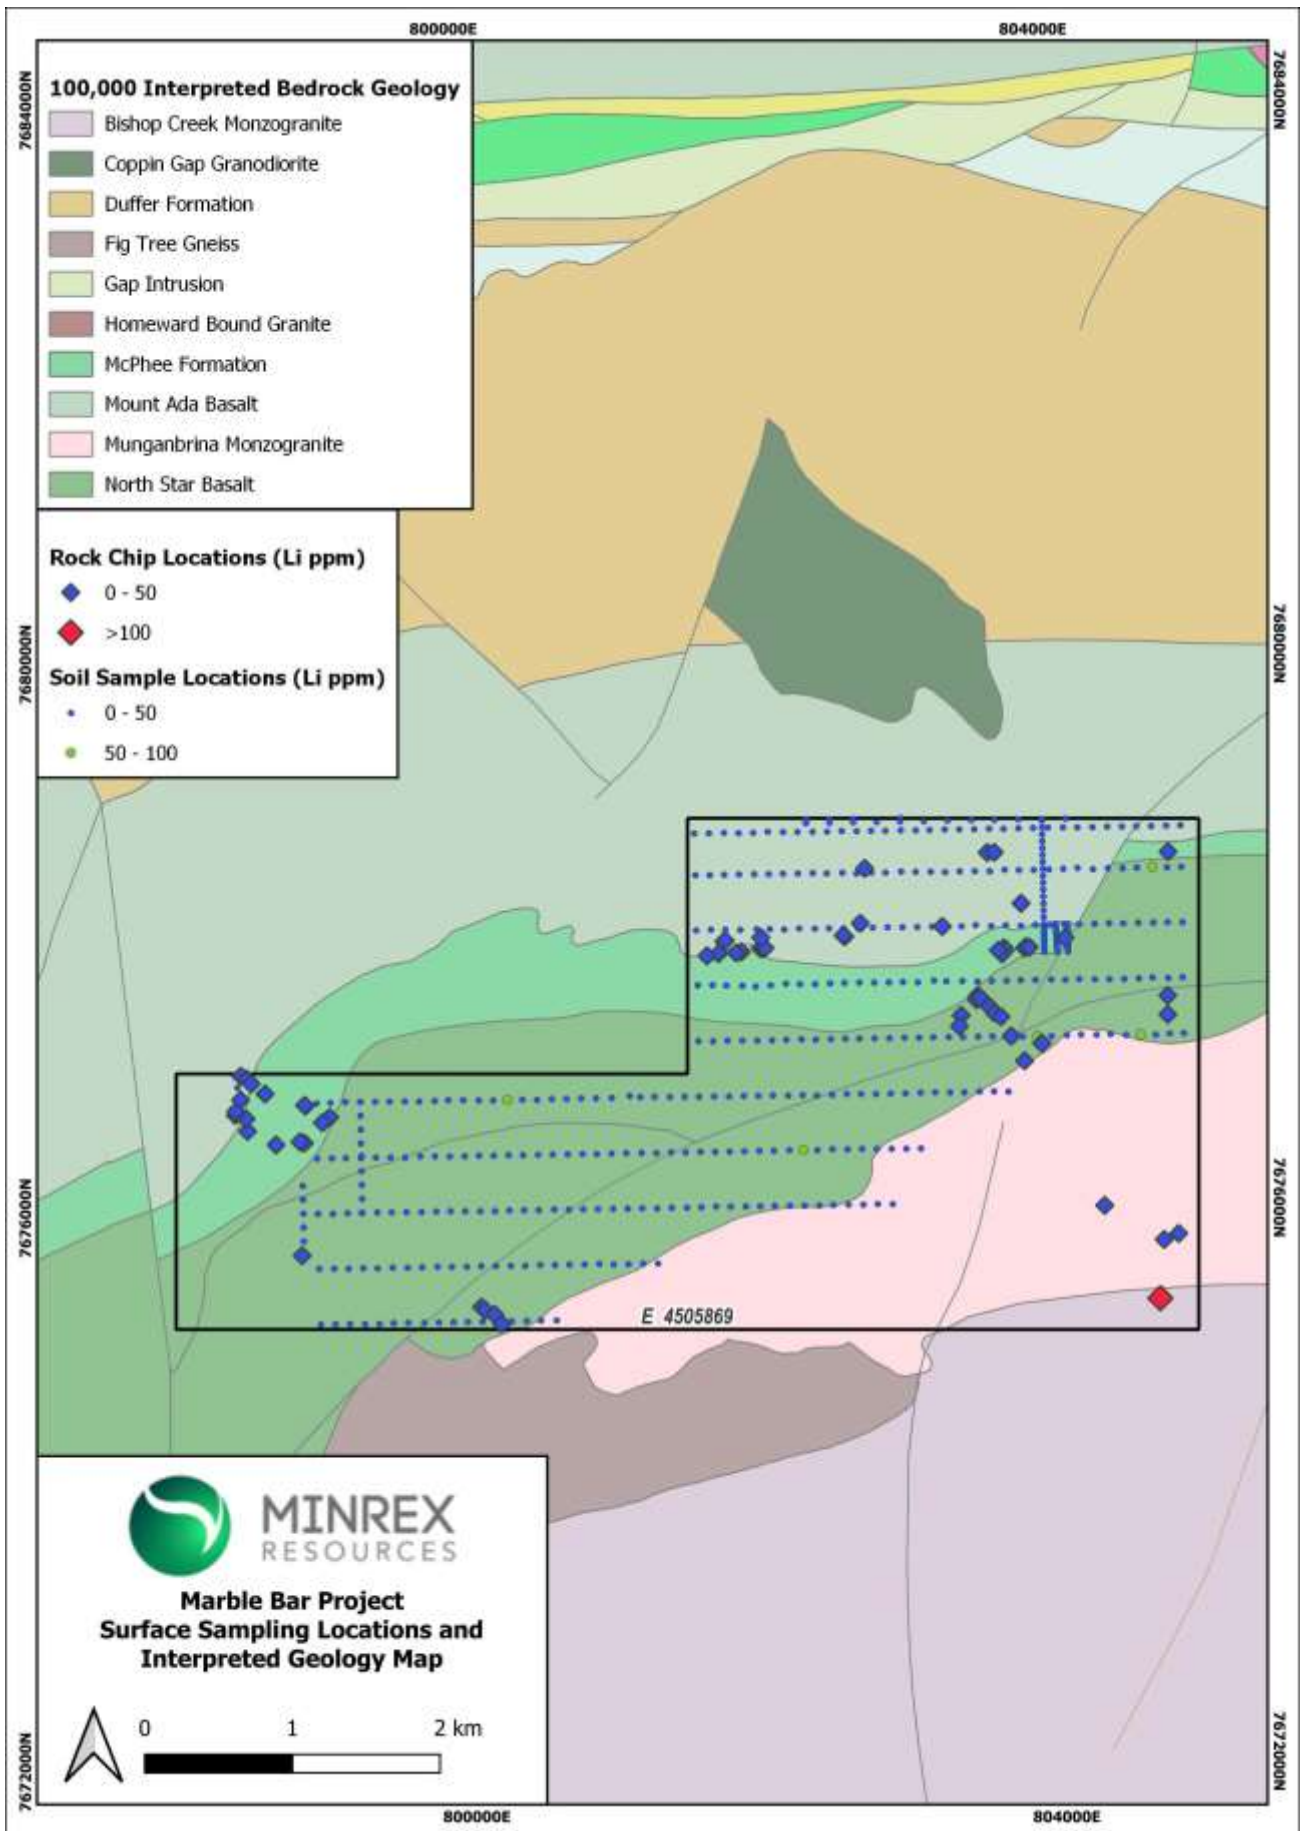 800000E
804000E
7684000N
7684000N
100,000 Interpreted Bedrock Geology
Bishop Creek Monzogranite
Coppin Gap Granodiorite
Duffer Formation
Fig Tree Gneiss
Gap Intrusion
Homeward Bound Granite
McPhee Formation
Mount Ada Basalt
Munganbrina Monzogranite
North Star Basalt
Rock Chip Locations (Li ppm)
0 - 50
>100
Soil Sample Locations (Li ppm)
0 - 50
50 - 100
7680000N
7680000N
7676000N
7676000N
E 4505869
MINREX
RESOURCES
Marble Bar Project
Surface Sampling Locations and
Interpreted Geology Map
0 1 2 km
7672000N
7672000N
800000E
804000E